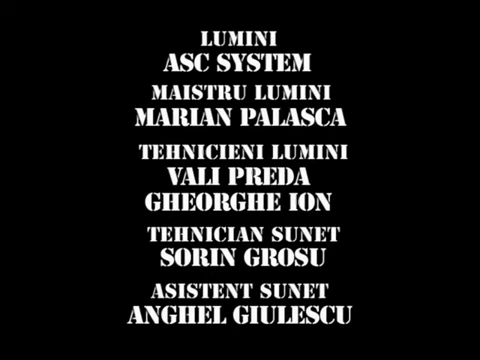 LUMINI
ASC SYSTEM
MAISTRU LUMINI
MARIAN PALASCA
TEHNICIENI LUMINI
VALI PREDA
GHEORGHE ION
TEHNICIAN SUNET
SORIN GROSU
ASISTENT SUNET
ANGHEL GIULESCU